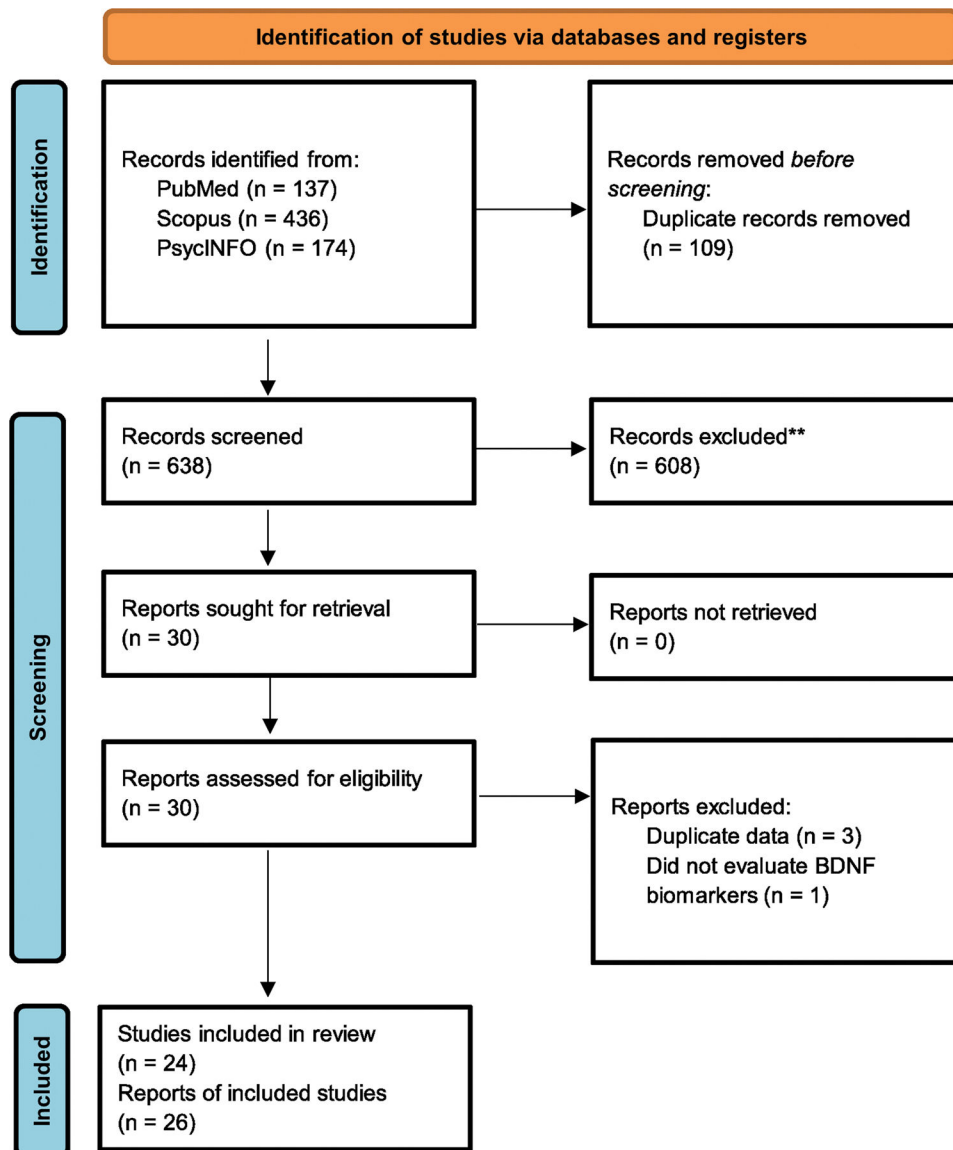 Identification of studies via databases and registers
Identification
Records identified from:
PubMed (n = 137)
Scopus (n = 436)
PsycINFO (n = 174)
Records removed before
screening:
Duplicate records removed
(n = 109)
Screening
Records screened
(n = 638)
Records excluded**
(n = 608)
Reports sought for retrieval
(n = 30)
Reports not retrieved
(n = 0)
Reports assessed for eligibility
(n = 30)
Reports excluded:
Duplicate data (n = 3)
Did not evaluate BDNF
biomarkers (n = 1)
Included
Studies included in review
(n = 24)
Reports of included studies
(n = 26)